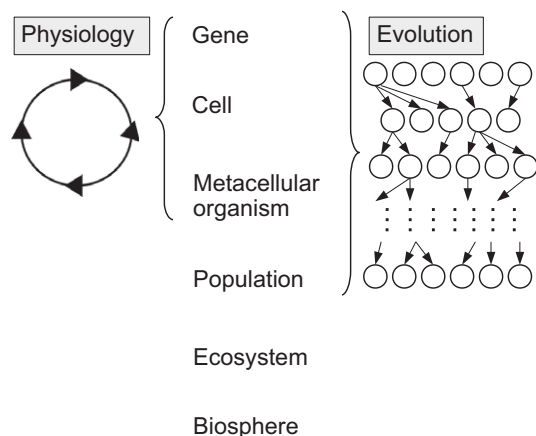 Physiology
Gene
Evolution
Cell
Metacellular
organism
Population
Ecosystem
Biosphere